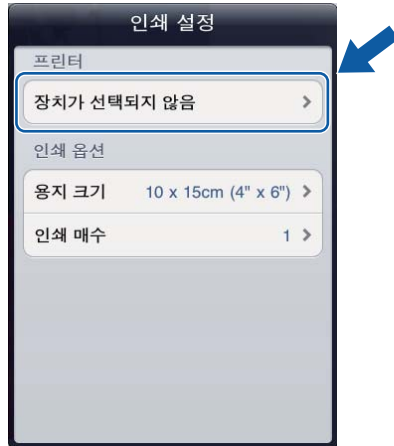 인쇄 설정
프린터
장치가 선택되지 않음
인쇄 옵션
용지 크기 10 x 15cm (4" x 6")
인쇄 매수 1